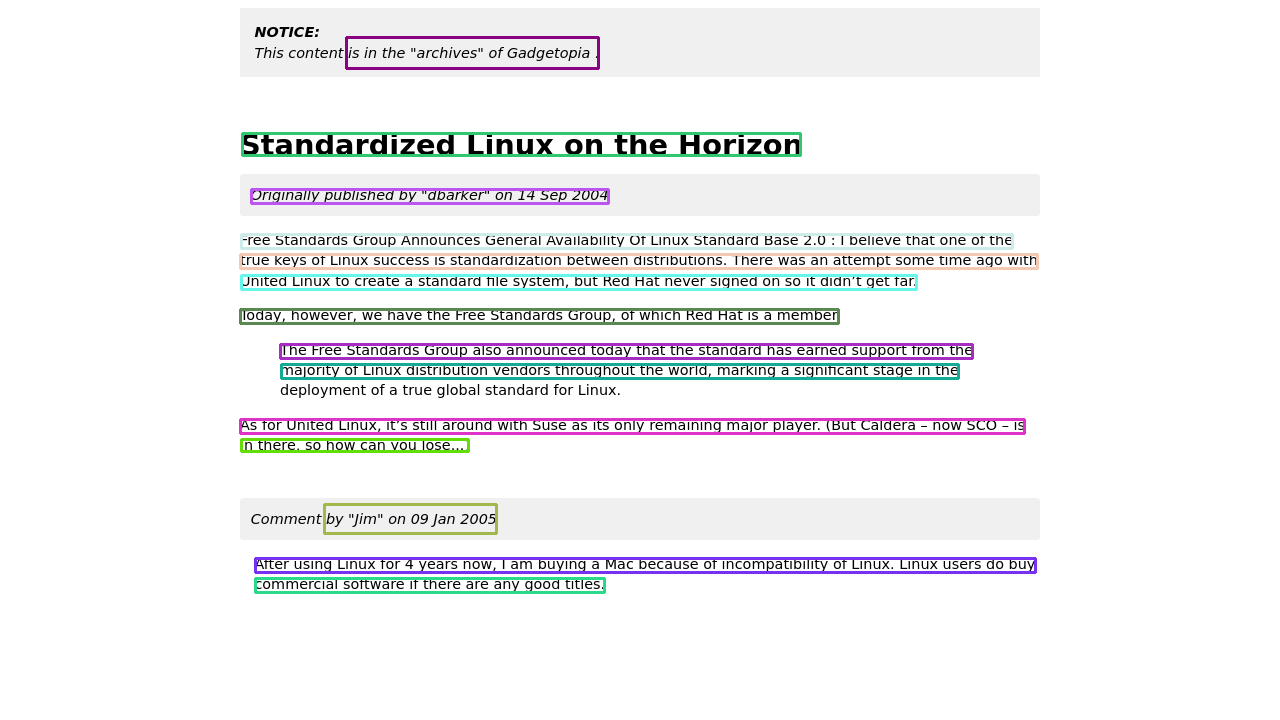 NOTICE:
This content is in the "archives" of Gadgetopia .
Standardized Linux on the Horizon
Originally published by "dbarker" on 14 Sep 2004
Free Standards Group Announces General Availability Of Linux Standard Base 2.0 : I believe that one of the
true keys of Linux success is standardization between distributions. There was an attempt some time ago with
United Linux to create a standard file system, but Red Hat never signed on so it didn’t get far.
Today, however, we have the Free Standards Group, of which Red Hat is a member
The Free Standards Group also announced today that the standard has earned support from the
majority of Linux distribution vendors throughout the world, marking a significant stage in the
deployment of a true global standard for Linux.
As for United Linux, it’s still around with Suse as its only remaining major player. (But Caldera – now SCO – is
in there, so how can you lose…
Comment by "Jim" on 09 Jan 2005
After using Linux for 4 years now, I am buying a Mac because of incompatibility of Linux. Linux users do buy
commercial software if there are any good titles.